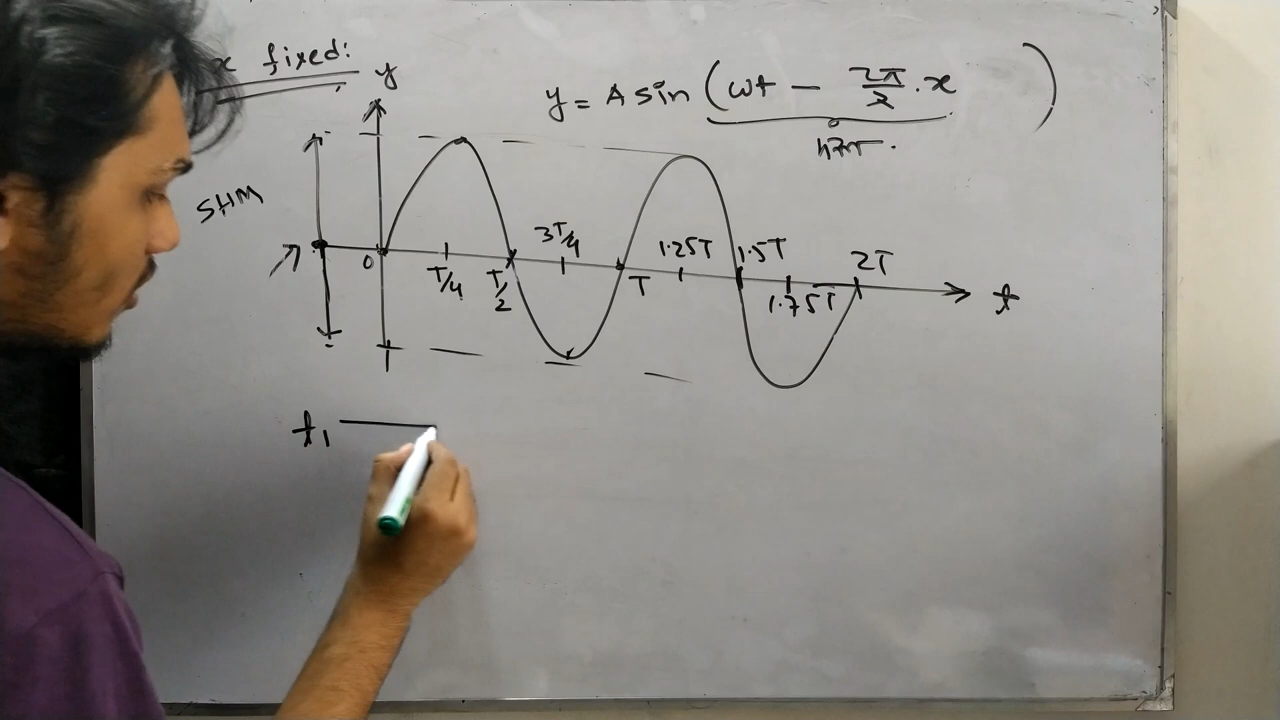 x fixed:
y
y = A sin (ωt - 2π/λ . x )
SHM
0 T/4 T/2 3T/4 T 1.25T 1.5T 1.75T 2T t
t₁